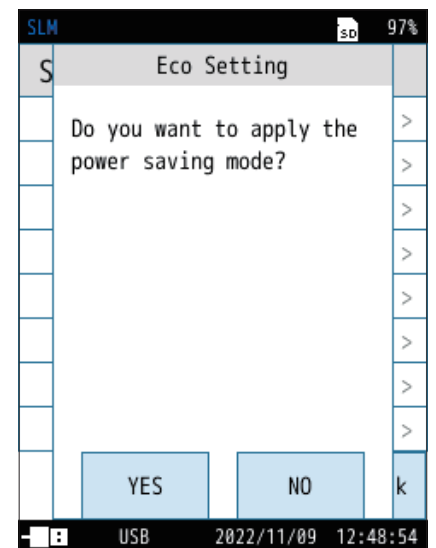 SLM SD 97%
S Eco Setting
Do you want to apply the
power saving mode?
>
>
>
>
>
>
>
>
YES NO k
USB 2022/11/09 12:48:54